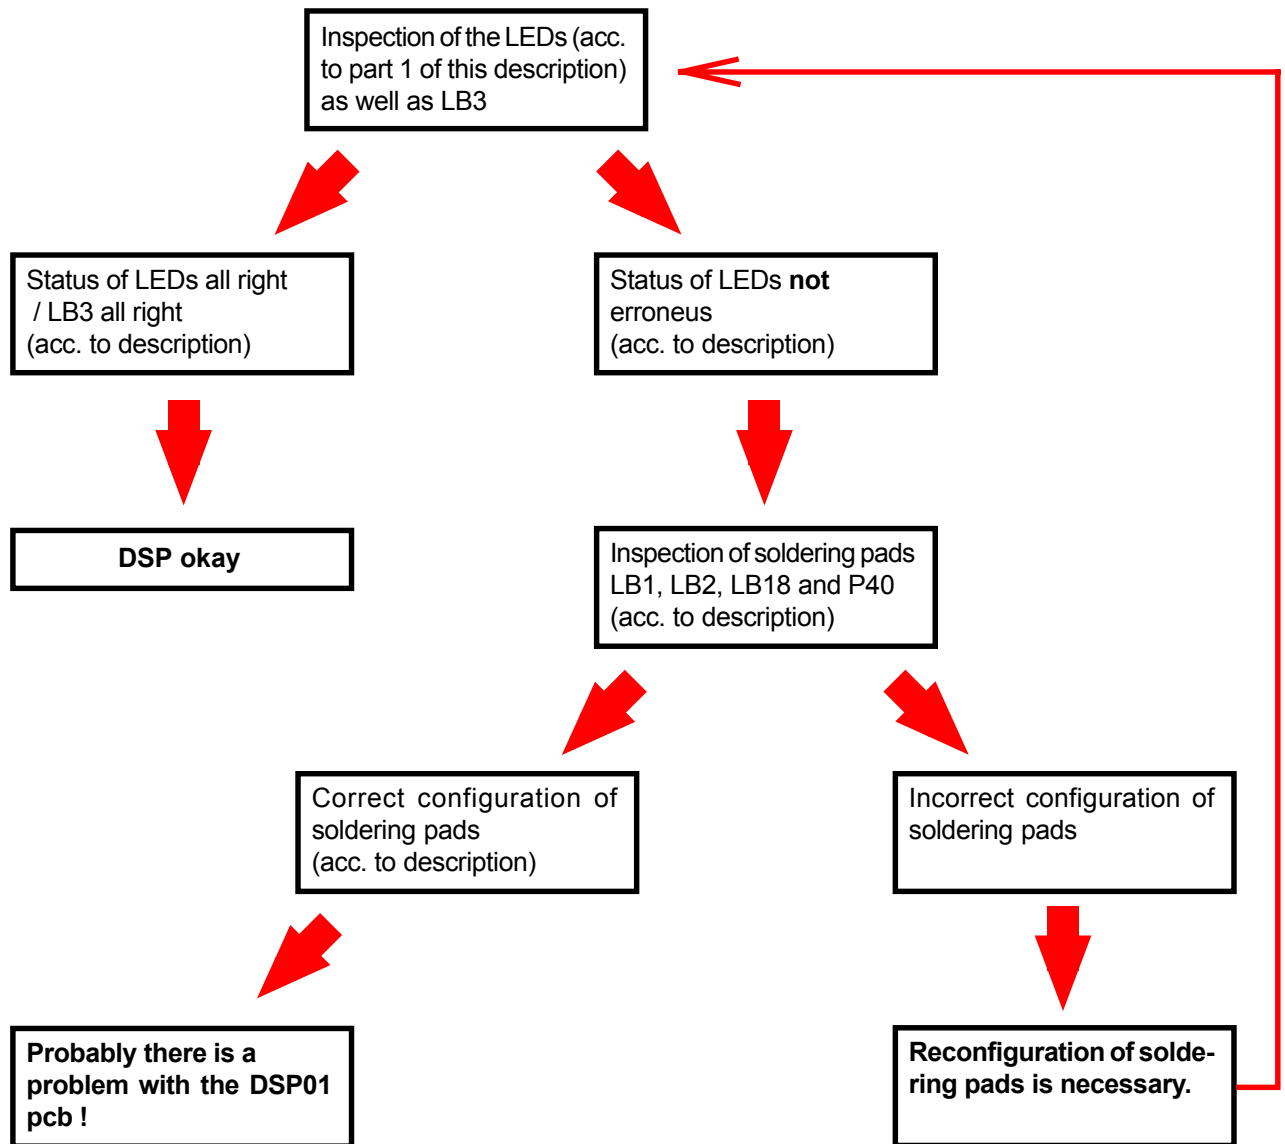 Inspection of the LEDs (acc.
to part 1 of this description)
as well as LB3
Status of LEDs all right
/ LB3 all right
(acc. to description)
Status of LEDs not
erroneus
(acc. to description)
DSP okay
Inspection of soldering pads
LB1, LB2, LB18 and P40
(acc. to description)
Correct configuration of
soldering pads
(acc. to description)
Incorrect configuration of
soldering pads
Probably there is a
problem with the DSP01
pcb !
Reconfiguration of solde-
ring pads is necessary.